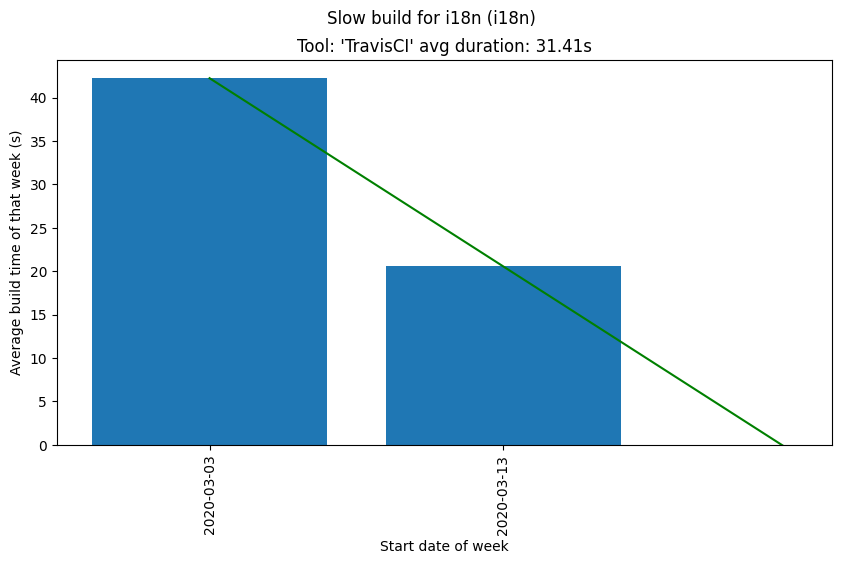 Slow build for i18n (i18n)
Tool: 'TravisCI' avg duration: 31.41s
Average build time of that week (s)
40
35
30
25
20
15
10
5
0
2020-03-03
2020-03-13
Start date of week